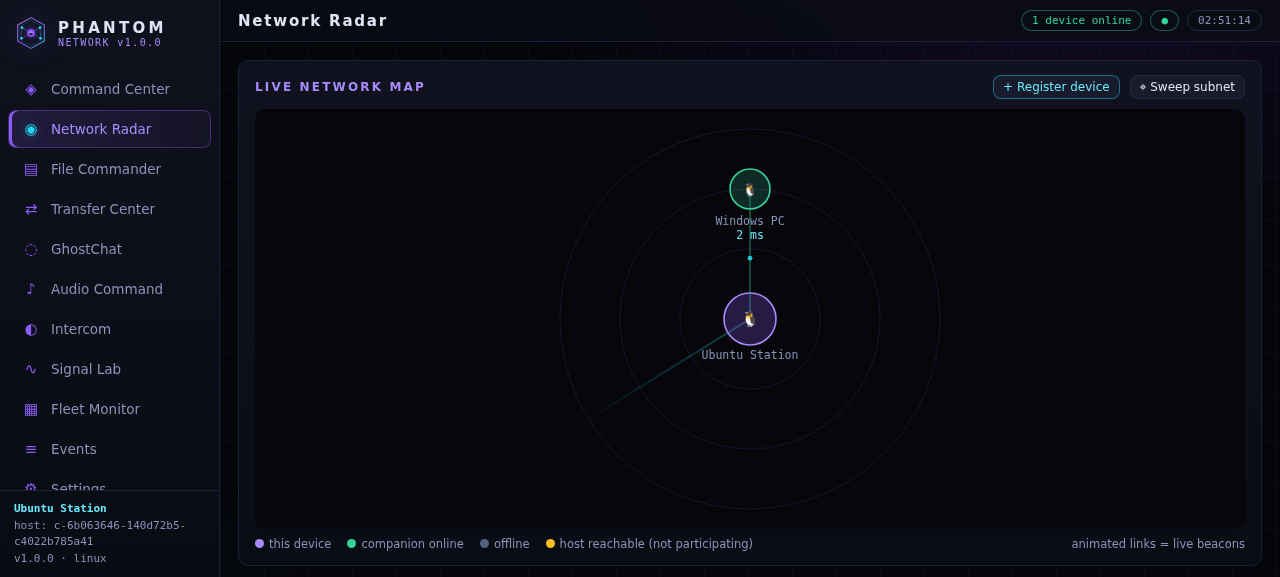 PHANTOM
NETWORK v1.0.0
Command Center
Network Radar
File Commander
Transfer Center
GhostChat
Audio Command
Intercom
Signal Lab
Fleet Monitor
Events
Settings
Ubuntu Station
host: c-6b063646-140d72b5-
c4022b785a41
v1.0.0 · linux
Network Radar
1 device online
02:51:14
LIVE NETWORK MAP
+ Register device
⌖ Sweep subnet
Windows PC
2 ms
Ubuntu Station
this device
companion online
offline
host reachable (not participating)
animated links = live beacons